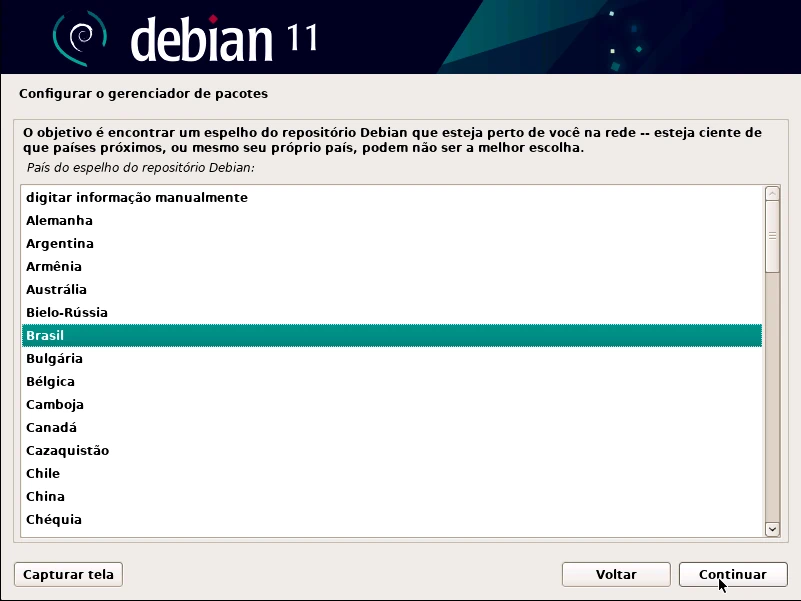 debian 11
Configurar o gerenciador de pacotes
O objetivo é encontrar um espelho do repositório Debian que esteja perto de você na rede -- esteja ciente de
que países próximos, ou mesmo seu próprio país, podem não ser a melhor escolha.
País do espelho do repositório Debian:
digitar informação manualmente
Alemanha
Argentina
Armênia
Austrália
Bielo-Rússia
Brasil
Bulgária
Bélgica
Camboja
Canadá
Cazaquistão
Chile
China
Chéquia
Capturar tela
Voltar
Continuar